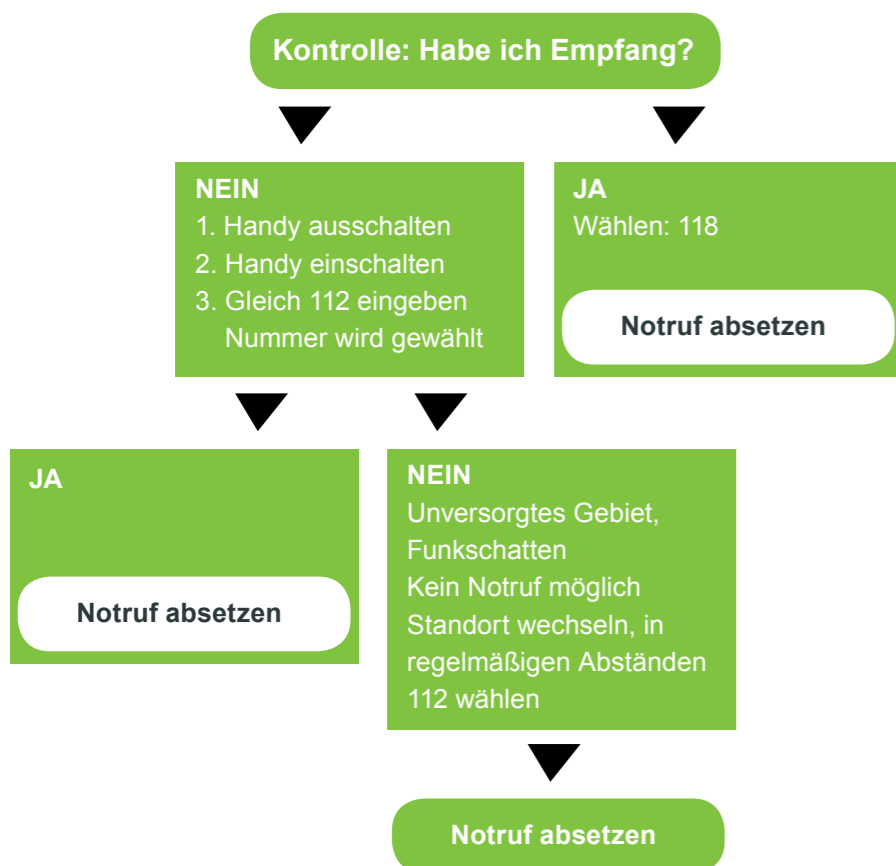 Kontrolle: Habe ich Empfang?
NEIN
1. Handy ausschalten
2. Handy einschalten
3. Gleich 112 eingeben
Nummer wird gewählt
JA
Wählen: 118
Notruf absetzen
JA
Notruf absetzen
NEIN
Unversorgtes Gebiet,
Funkschatten
Kein Notruf möglich
Standort wechseln, in
regelmäßigen Abständen
112 wählen
Notruf absetzen